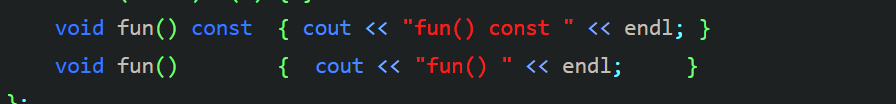 void fun() const  { cout << "fun() const " << endl; }
void fun()        {  cout << "fun() " << endl;     }
};